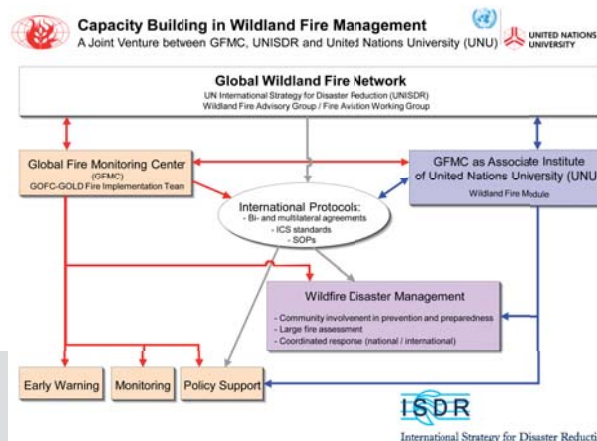 Capacity Building in Wildland Fire Management
A Joint Venture between GFMC, UNISDR and United Nations University (UNU)
UNITED NATIONS
UNIVERSITY
Global Wildland Fire Network
UN International Strategy for Disaster Reduction (UNISDR)
Wildland Fire Advisory Group / Fire Aviation Working Group
Global Fire Monitoring Center
(GFMC)
GOFC-GOLD Fire Implementation Team
GFMC as Associate Institute
of United Nations University (UNU
Wildland Fire Module
International Protocols:
- Bi- and multilateral agreements
- ICS standards
- SOPs
Wildfire Disaster Management
- Community involvement in prevention and preparedness
- Large fire assessment
- Coordinated response (national / international)
Early Warning
Monitoring
Policy Support
ISDR
International Strategy for Disaster Reducti